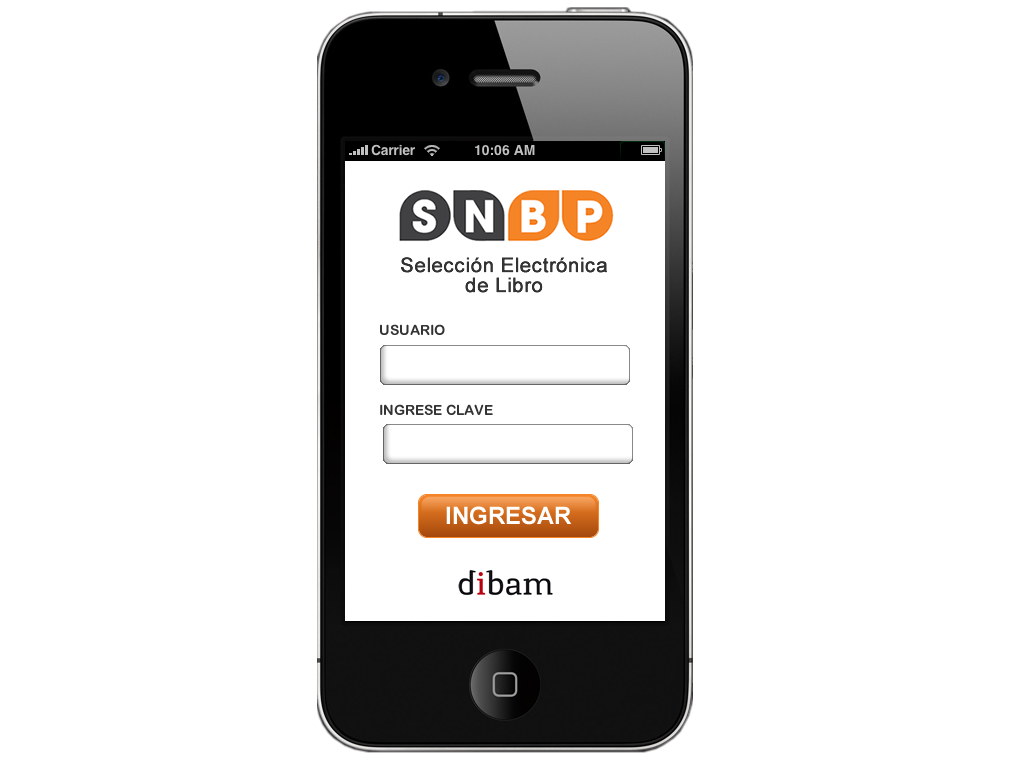 Carrier 10:06 AM
SNBP
Selección Electrónica
de Libro
USUARIO
INGRESE CLAVE
INGRESAR
dibam